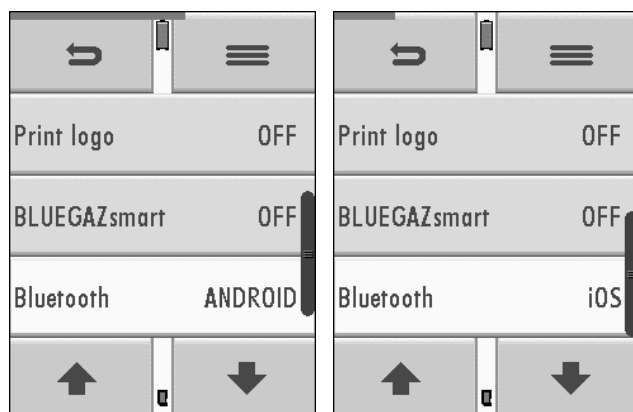 Print logo OFF
BLUEGAZsmart OFF
Bluetooth ANDROID
Print logo OFF
BLUEGAZsmart OFF
Bluetooth iOS